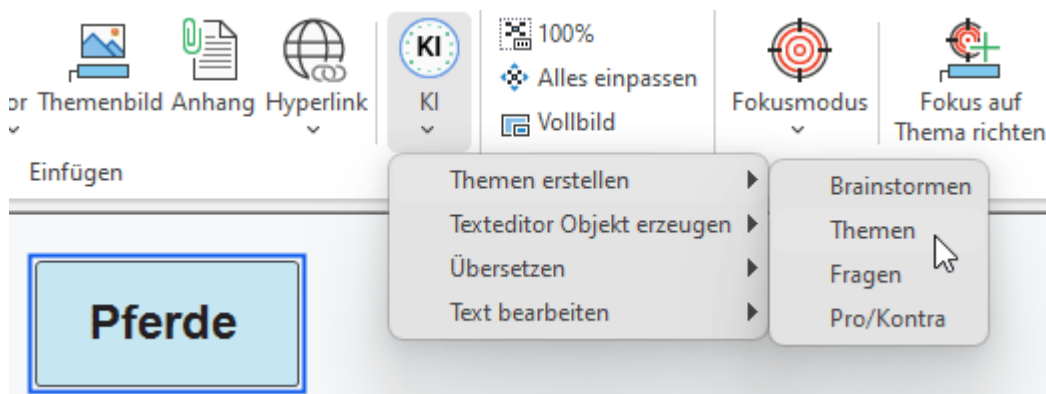 KI
100%
Alles einpassen
Vollbild
Themenbild
Anhang
Hyperlink
KI
Fokusmodus
Fokus auf
Thema richten
Einfügen
Themen erstellen
Texteditor Objekt erzeugen
Übersetzen
Text bearbeiten
Brainstormen
Themen
Fragen
Pro/Kontra
Pferde